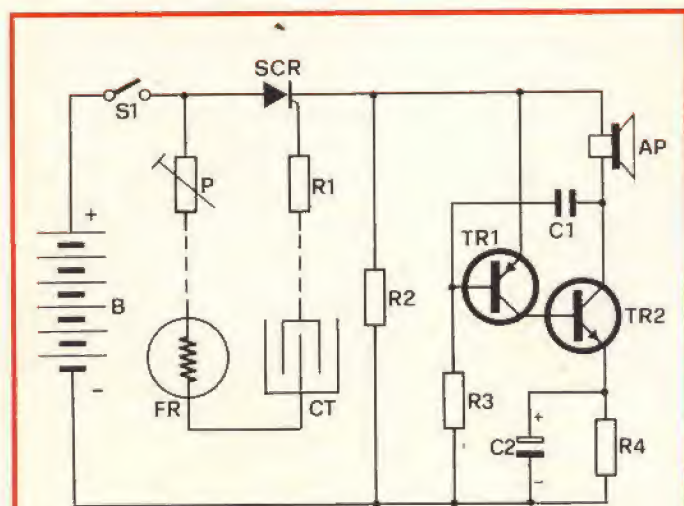 SCR
S1
AP
P
R1
C1
TR1
+
B
R2
TR2
FR
CT
R3
-
+
C2
R4
-